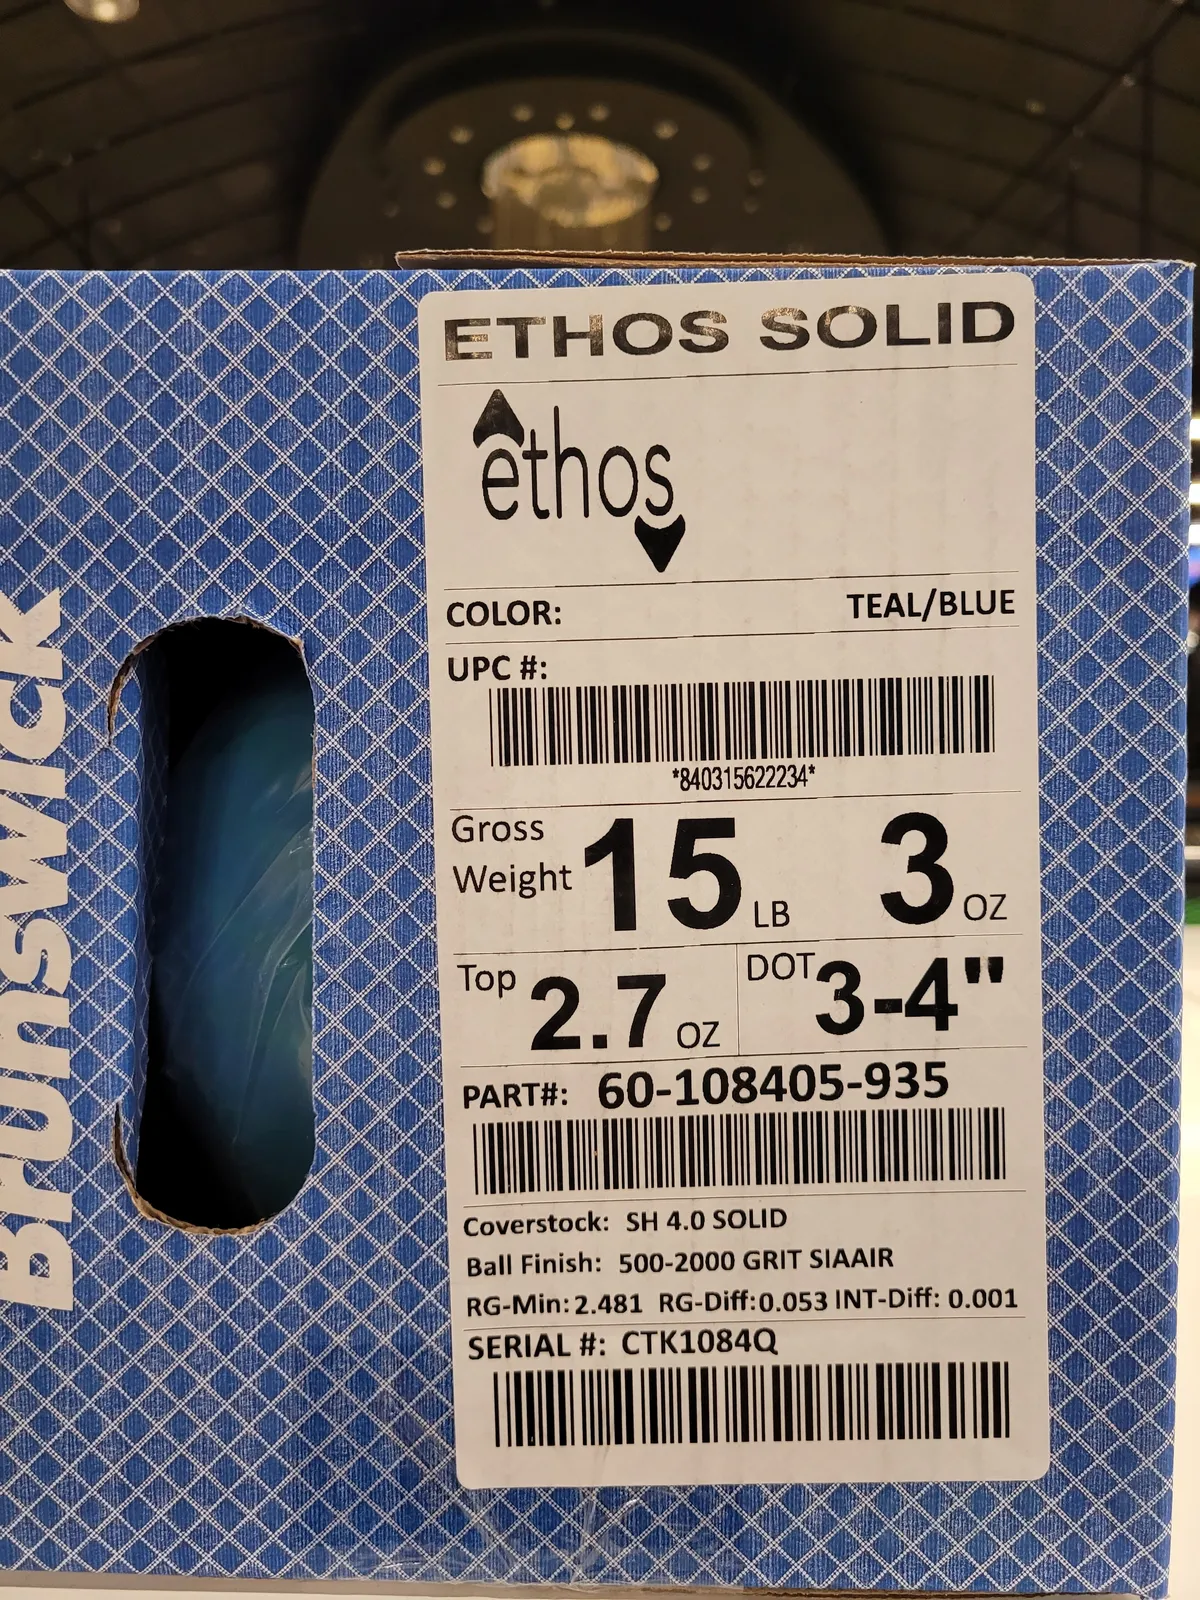 Brunswick
ETHOS SOLID
ethos
COLOR: TEAL/BLUE
UPC #:
*840315622234*
Gross
Weight 15 LB 3 OZ
Top 2.7 OZ DOT 3-4"
PART#: 60-108405-935
Coverstock: SH 4.0 SOLID
Ball Finish: 500-2000 GRIT SIAAIR
RG-Min: 2.481 RG-Diff: 0.053 INT-Diff: 0.001
SERIAL #: CTK1084Q